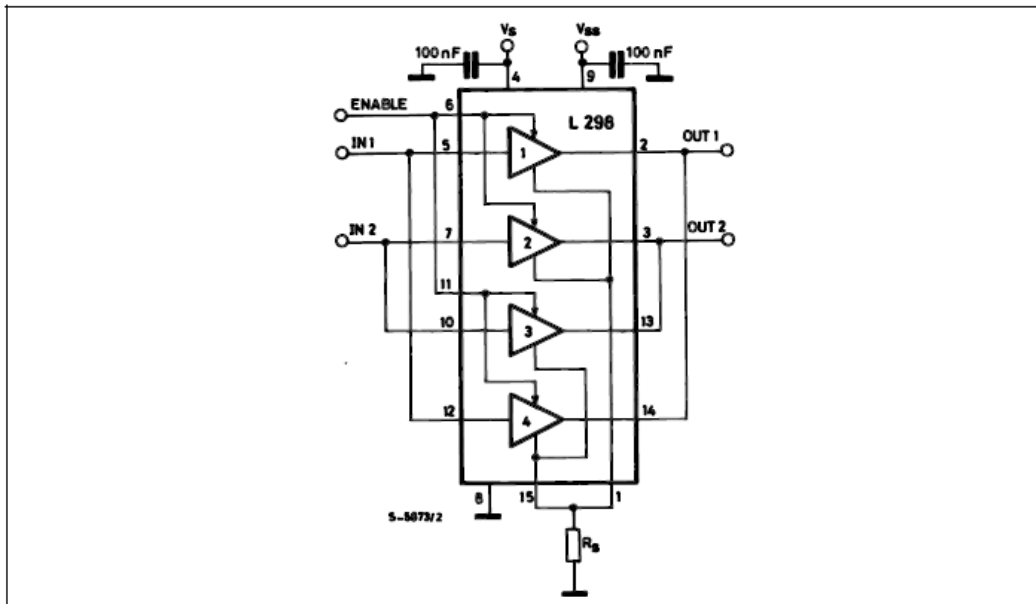 Vs Vss
100 nF 100 nF
4 9
ENABLE 6 L 298
IN 1 5 1 2 OUT 1
IN 2 7 2 3 OUT 2
11
10 3 13
12 4 14
8 15 1
S-5873/2
Rs